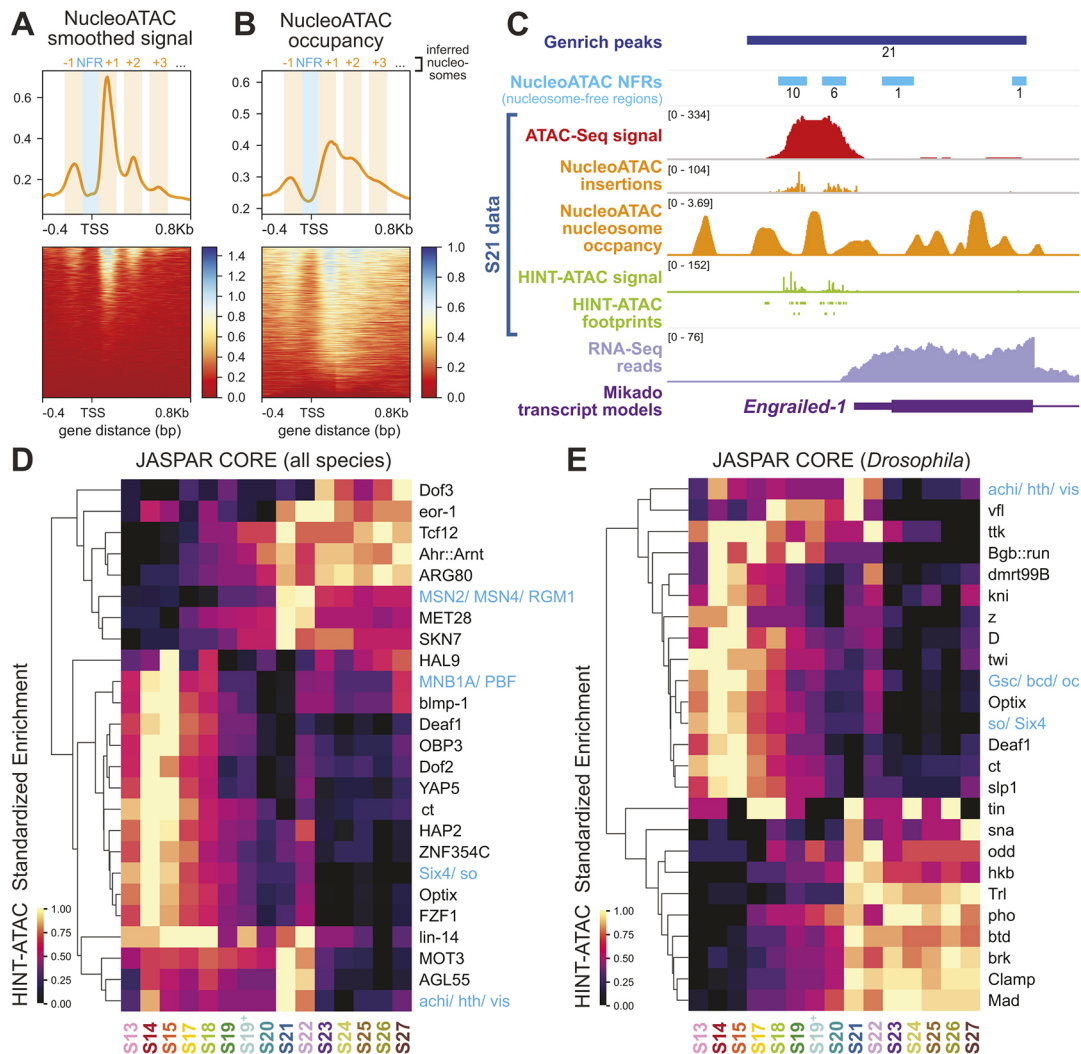 A
NucleoATAC
smoothed signal
-1 NFR +1 +2 +3 ...
0.6
0.4
0.2
-0.4 TSS 0.8Kb
1.6
1.4
1.2
1.0
0.8
0.6
0.4
0.2
0.0
-0.4 TSS 0.8Kb
gene distance (bp)
B
NucleoATAC
occupancy
inferred
nucleo-
somes
-1 NFR +1 +2 +3 ...
0.6
0.5
0.4
0.3
0.2
-0.4 TSS 0.8Kb
1.0
0.8
0.6
0.4
0.2
0.0
-0.4 TSS 0.8Kb
gene distance (bp)
C
Genrich peaks
21
NucleoATAC NFRs
(nucleosome-free regions)
10 6 1 1
S21 data
[0 - 334]
ATAC-Seq signal
[0 - 104]
NucleoATAC
insertions
[0 - 3.69]
NucleoATAC
nucleosome
occpancy
[0 - 152]
HINT-ATAC signal
HINT-ATAC
footprints
[0 - 76]
RNA-Seq
reads
Mikado
transcript models
Engrailed-1
D
JASPAR CORE (all species)
Dof3
eor-1
Tcf12
Ahr::Arnt
ARG80
MSN2/ MSN4/ RGM1
MET28
SKN7
HAL9
MNB1A/ PBF
blmp-1
Deaf1
OBP3
Dof2
YAP5
ct
HAP2
ZNF354C
Six4/ so
Optix
FZF1
lin-14
MOT3
AGL55
achi/ hth/ vis
HINT-ATAC Standardized Enrichment
1.00
0.75
0.50
0.25
0.00
S13 S14 S15 S17 S18 S19 S19+ S20 S21 S22 S23 S24 S25 S26 S27
E
JASPAR CORE (Drosophila)
achi/ hth/ vis
vfl
ttk
Bgb::run
dmrt99B
kni
z
D
twi
Gsc/ bcd/ oc
Optix
so/ Six4
Deaf1
ct
slp1
tin
sna
odd
hkb
Trl
pho
btd
brk
Clamp
Mad
HINT-ATAC Standardized Enrichment
1.00
0.75
0.50
0.25
0.00
S13 S14 S15 S17 S18 S19 S19+ S20 S21 S22 S23 S24 S25 S26 S27